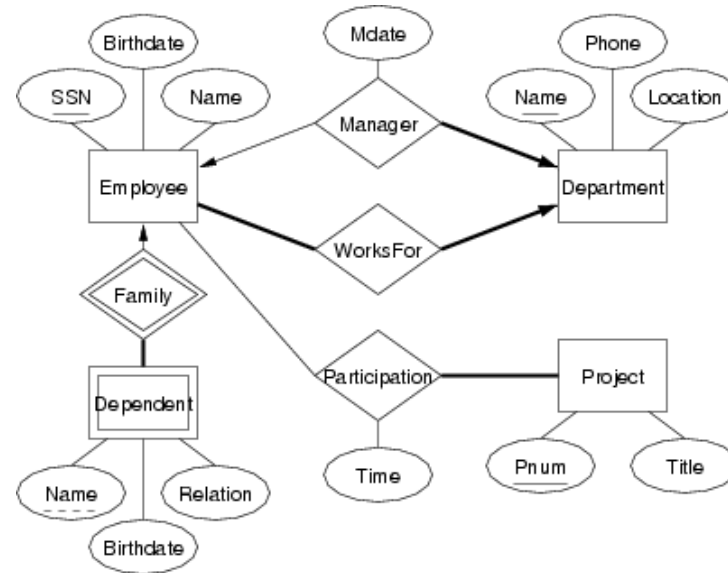 Birthdate
Mdate
Phone
SSN
Name
Name
Location
Manager
Employee
Department
WorksFor
Family
Participation
Project
Dependent
Name
Relation
Time
Pnum
Title
Birthdate